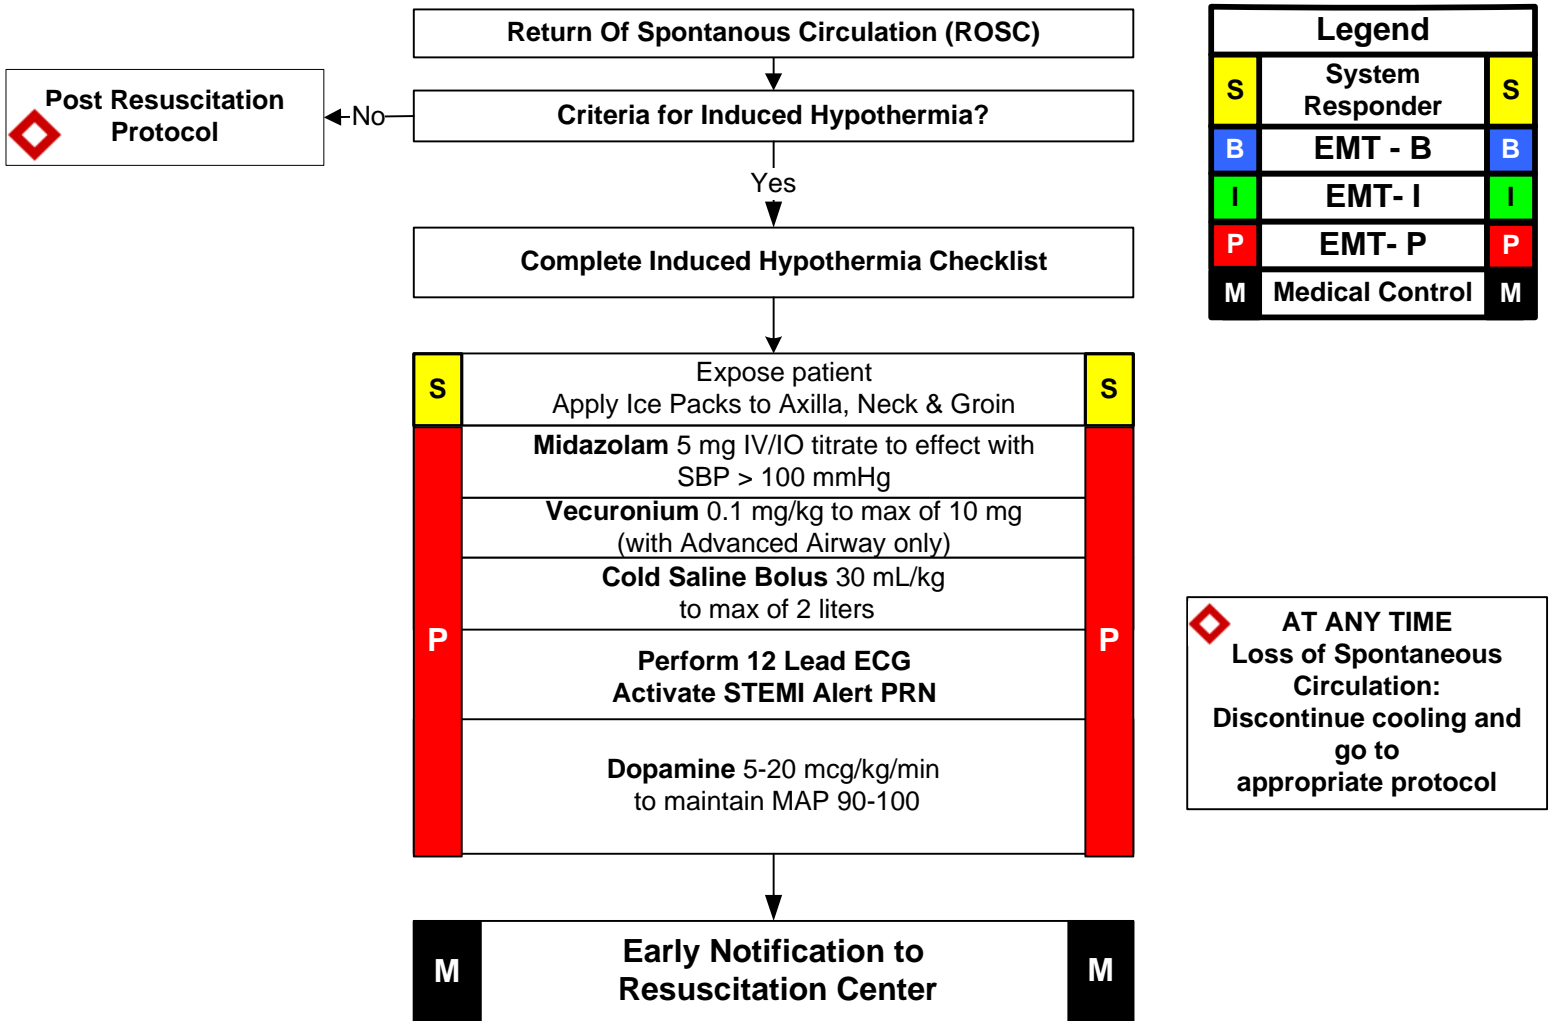 Return Of Spontanous Circulation (ROSC)
Post Resuscitation
Protocol
No
Criteria for Induced Hypothermia?
Yes
Complete Induced Hypothermia Checklist
S
Expose patient
Apply Ice Packs to Axilla, Neck & Groin
S
P
Midazolam 5 mg IV/IO titrate to effect with
SBP > 100 mmHg
Vecuronium 0.1 mg/kg to max of 10 mg
(with Advanced Airway only)
Cold Saline Bolus 30 mL/kg
to max of 2 liters
Perform 12 Lead ECG
Activate STEMI Alert PRN
Dopamine 5-20 mcg/kg/min
to maintain MAP 90-100
P
M
Early Notification to
Resuscitation Center
M
Legend
S
System
Responder
S
B EMT - B B
I EMT- I I
P EMT- P P
M Medical Control M
AT ANY TIME
Loss of Spontaneous
Circulation:
Discontinue cooling and
go to
appropriate protocol